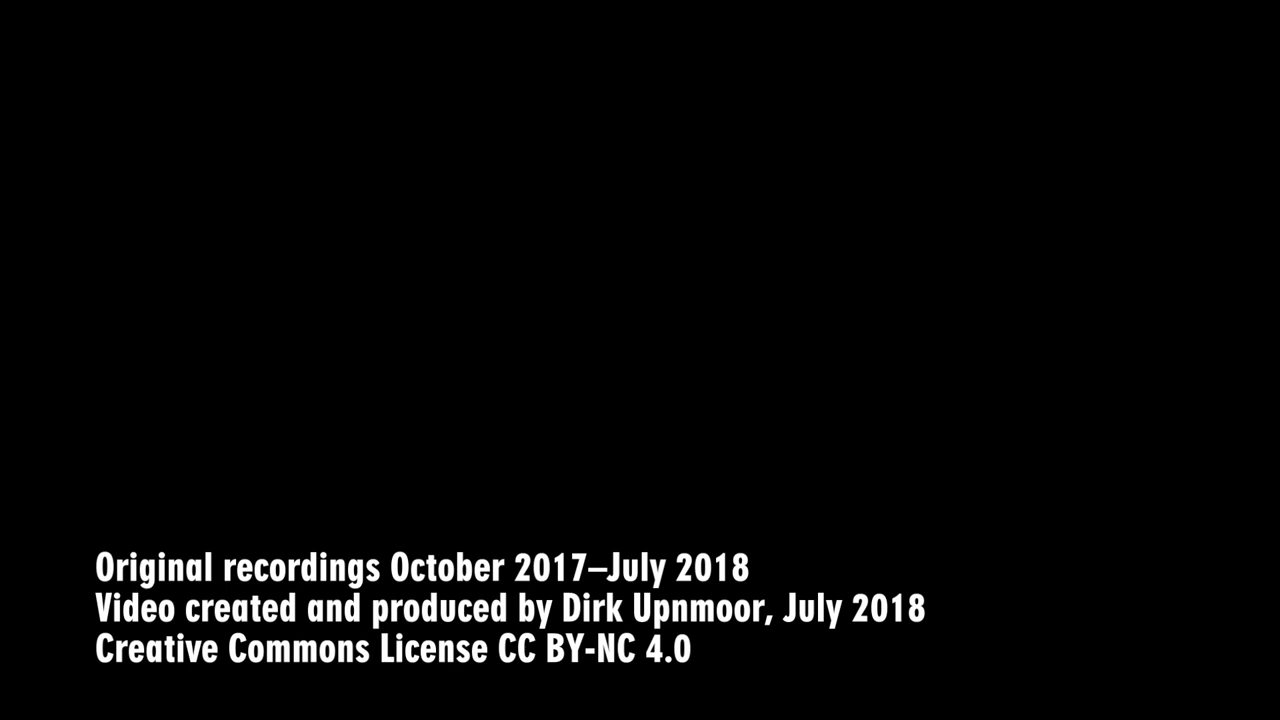 Original recordings October 2017–July 2018
Video created and produced by Dirk Upnmoor, July 2018
Creative Commons License CC BY-NC 4.0